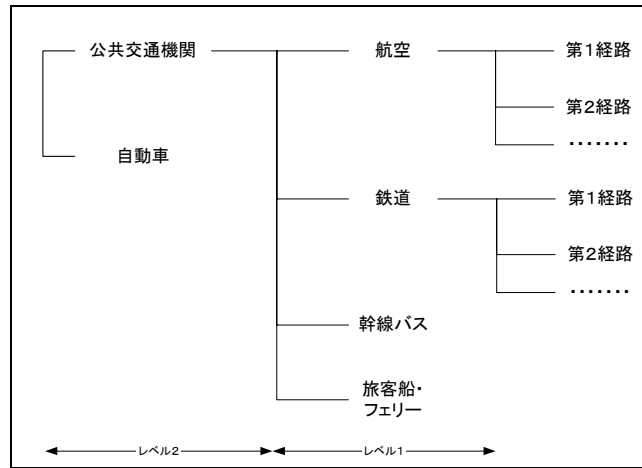 公共交通機関
航空
第1経路
第2経路
・・・・・・・
自動車
鉄道
第1経路
第2経路
・・・・・・・
幹線バス
旅客船・
フェリー
レベル2
レベル1